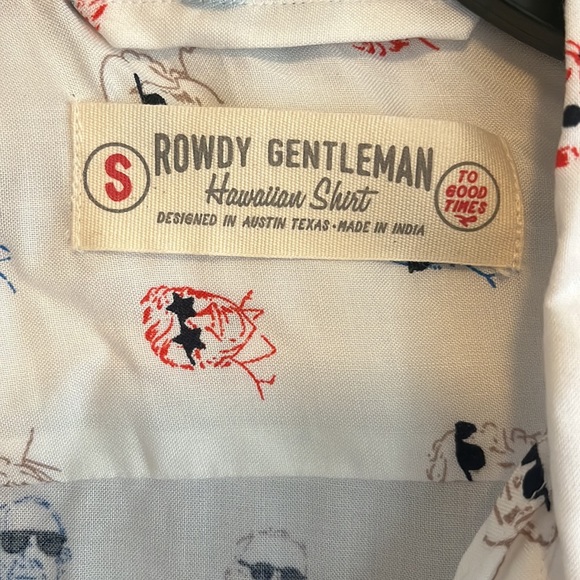 S
ROWDY GENTLEMAN
Hawaiian Shirt
DESIGNED IN AUSTIN TEXAS • MADE IN INDIA
TO
GOOD
TIMES